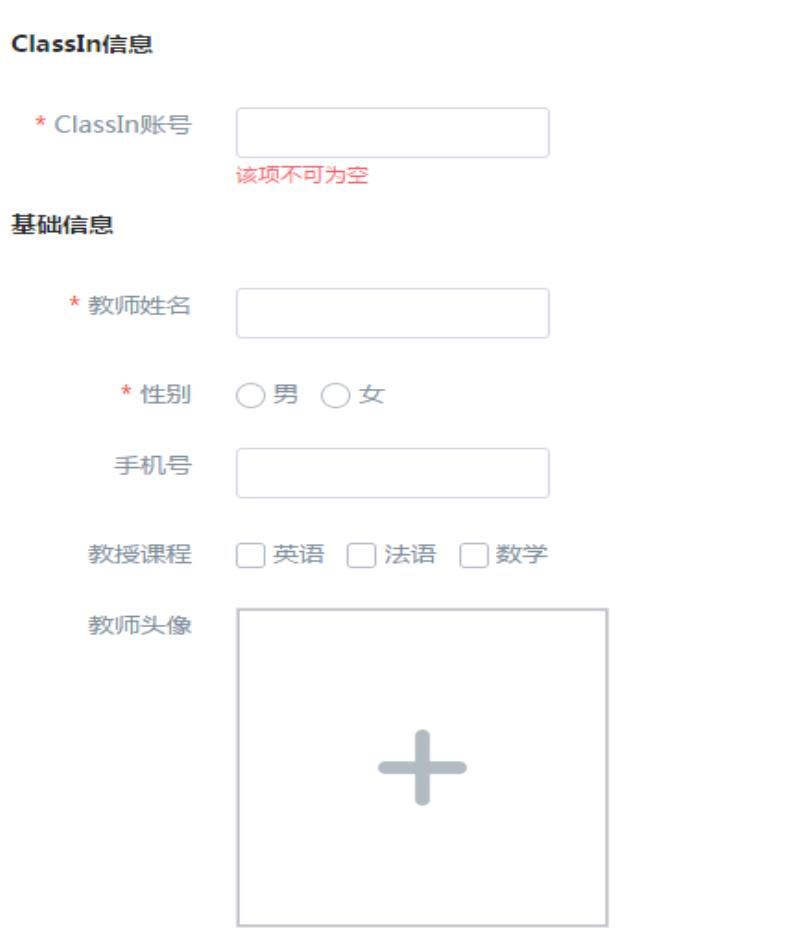 ClassIn信息
* ClassIn账号
该项不可为空
基础信息
* 教师姓名
* 性别 男 女
手机号
教授课程 英语 法语 数学
教师头像